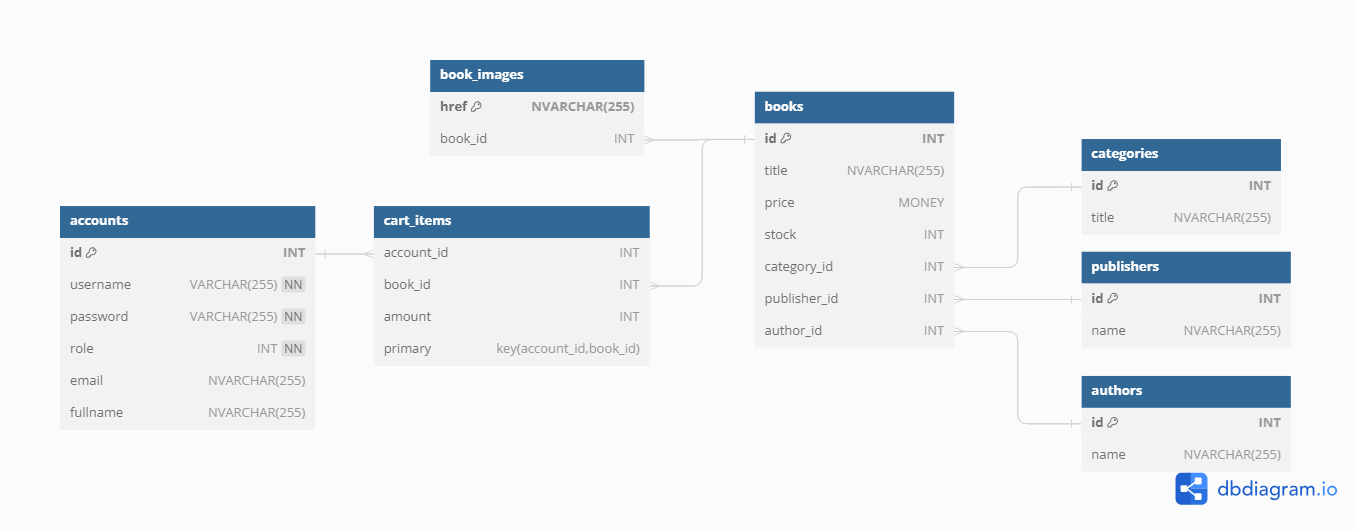 book_images
href NVARCHAR(255)
book_id INT
books
id INT
title NVARCHAR(255)
price MONEY
stock INT
category_id INT
publisher_id INT
author_id INT
categories
id INT
title NVARCHAR(255)
accounts
id INT
username VARCHAR(255) NN
password VARCHAR(255) NN
role INT NN
email NVARCHAR(255)
fullname NVARCHAR(255)
cart_items
account_id INT
book_id INT
amount INT
primary key(account_id,book_id)
publishers
id INT
name NVARCHAR(255)
authors
id INT
name NVARCHAR(255)
dbdiagram.io